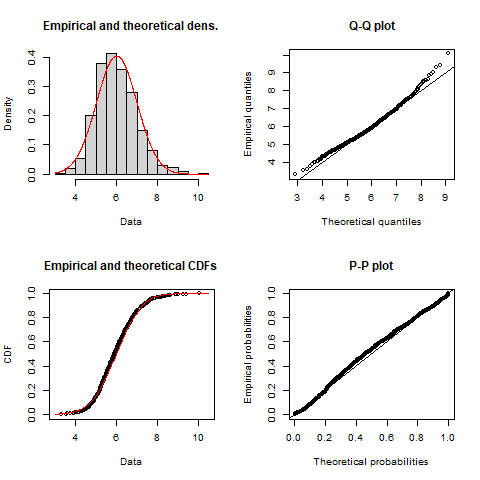 Empirical and theoretical dens.
Density
0.0 0.1 0.2 0.3 0.4
4 6 8 10
Data
Q-Q plot
Empirical quantiles
4 5 6 7 8 9
3 4 5 6 7 8 9
Theoretical quantiles
Empirical and theoretical CDFs
CDF
0.0 0.2 0.4 0.6 0.8 1.0
4 6 8 10
Data
P-P plot
Empirical probabilities
0.0 0.2 0.4 0.6 0.8 1.0
0.0 0.2 0.4 0.6 0.8 1.0
Theoretical probabilities